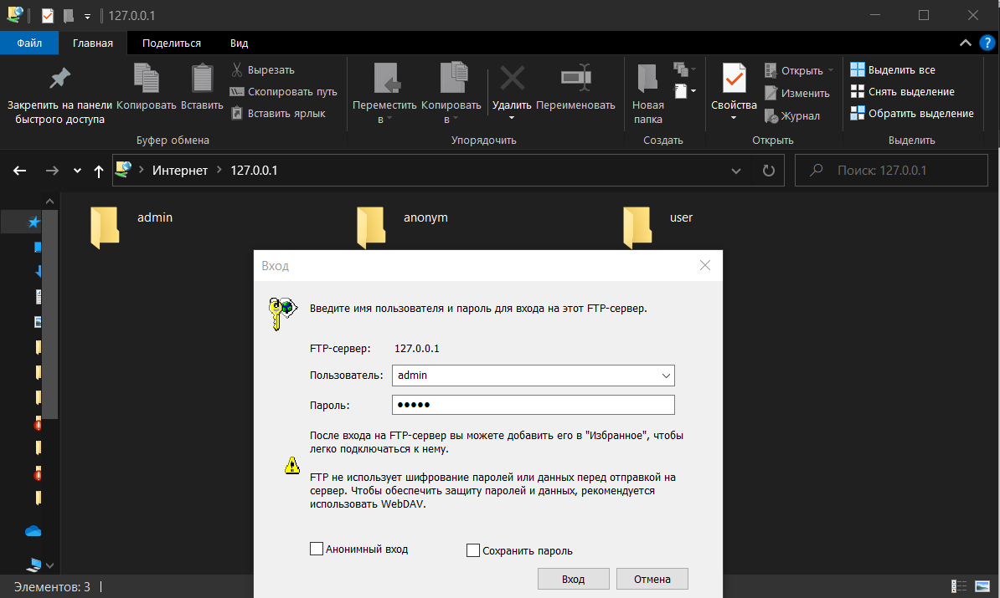 127.0.0.1
Файл Главная Поделиться Вид
Закрепить на панели быстрого доступа
Копировать
Вставить
Вырезать
Скопировать путь
Вставить ярлык
Буфер обмена
Переместить в
Копировать в
Удалить
Переименовать
Упорядочить
Новая папка
Создать
Свойства
Открыть
Изменить
Журнал
Открыть
Выделить все
Снять выделение
Обратить выделение
Выделить
Интернет 127.0.0.1
Поиск: 127.0.0.1
admin anonym user
Вход
Введите имя пользователя и пароль для входа на этот FTP-сервер.
FTP-сервер: 127.0.0.1
Пользователь: admin
Пароль: •••••
После входа на FTP-сервер вы можете добавить его в "Избранное", чтобы
легко подключаться к нему.
FTP не использует шифрование паролей или данных перед отправкой на
сервер. Чтобы обеспечить защиту паролей и данных, рекомендуется
использовать WebDAV.
Анонимный вход Сохранить пароль
Вход Отмена
Элементов: 3